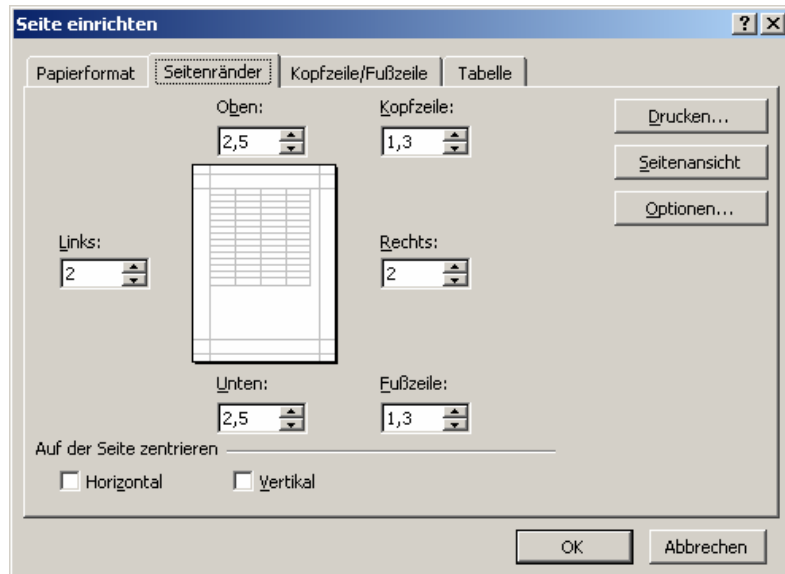 Seite einrichten
Papierformat Seitenränder Kopfzeile/Fußzeile Tabelle
Oben: Kopfzeile:
2,5 1,3
Drucken...
Seitenansicht
Optionen...
Links: Rechts:
2 2
Unten: Fußzeile:
2,5 1,3
Auf der Seite zentrieren
Horizontal Vertikal
OK Abbrechen